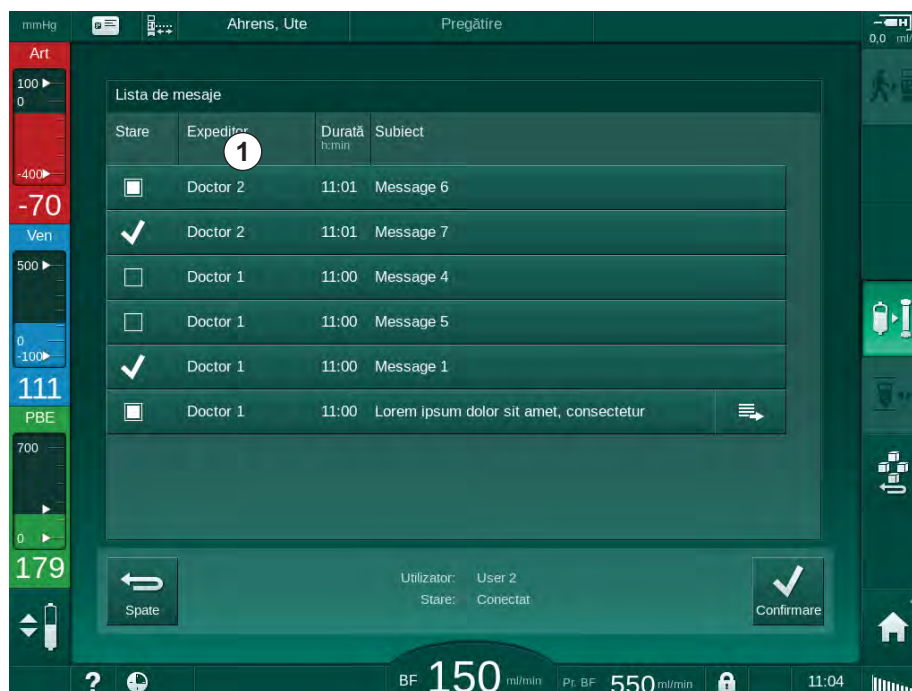 mmHg
Ahrens, Ute
Pregătire
0,0 ml/
Art
100
0
-400
-70
Ven
500
0
-100
111
PBE
700
0
179
Lista de mesaje
Stare Expeditor Durată Subiect
h:min
1
Doctor 2 11:01 Message 6
Doctor 2 11:01 Message 7
Doctor 1 11:00 Message 4
Doctor 1 11:00 Message 5
Doctor 1 11:00 Message 1
Doctor 1 11:00 Lorem ipsum dolor sit amet, consectetur
Spate
Utilizator: User 2
Stare: Conectat
Confirmare
? BF 150 ml/min Pr. BF 550 ml/min 11:04